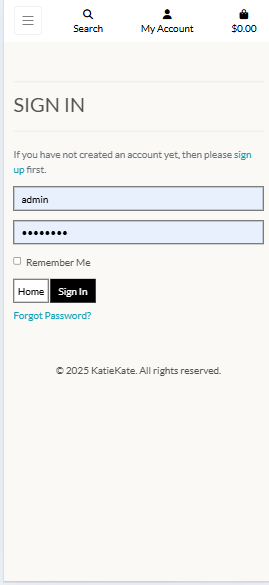 Search
My Account
$0.00
SIGN IN
If you have not created an account yet, then please sign
up first.
admin
••••••••
Remember Me
Home
Sign In
Forgot Password?
© 2025 KatieKate. All rights reserved.